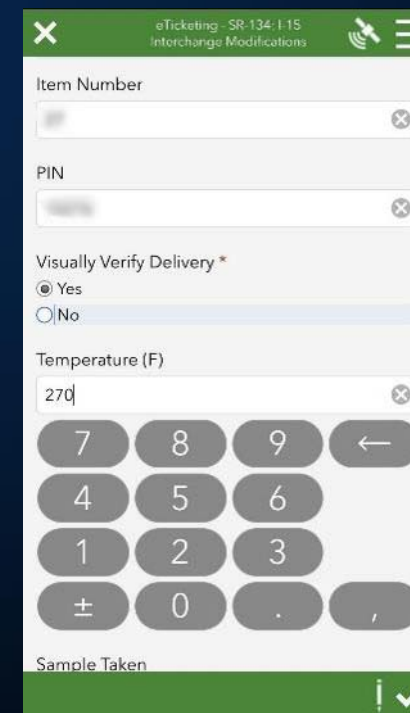 eTicketing - SR-134; I-15
Interchange Modifications
Item Number
PIN
Visually Verify Delivery *
Yes
No
Temperature (F)
270
7 8 9 ←
4 5 6
1 2 3
± 0 . ,
Sample Taken